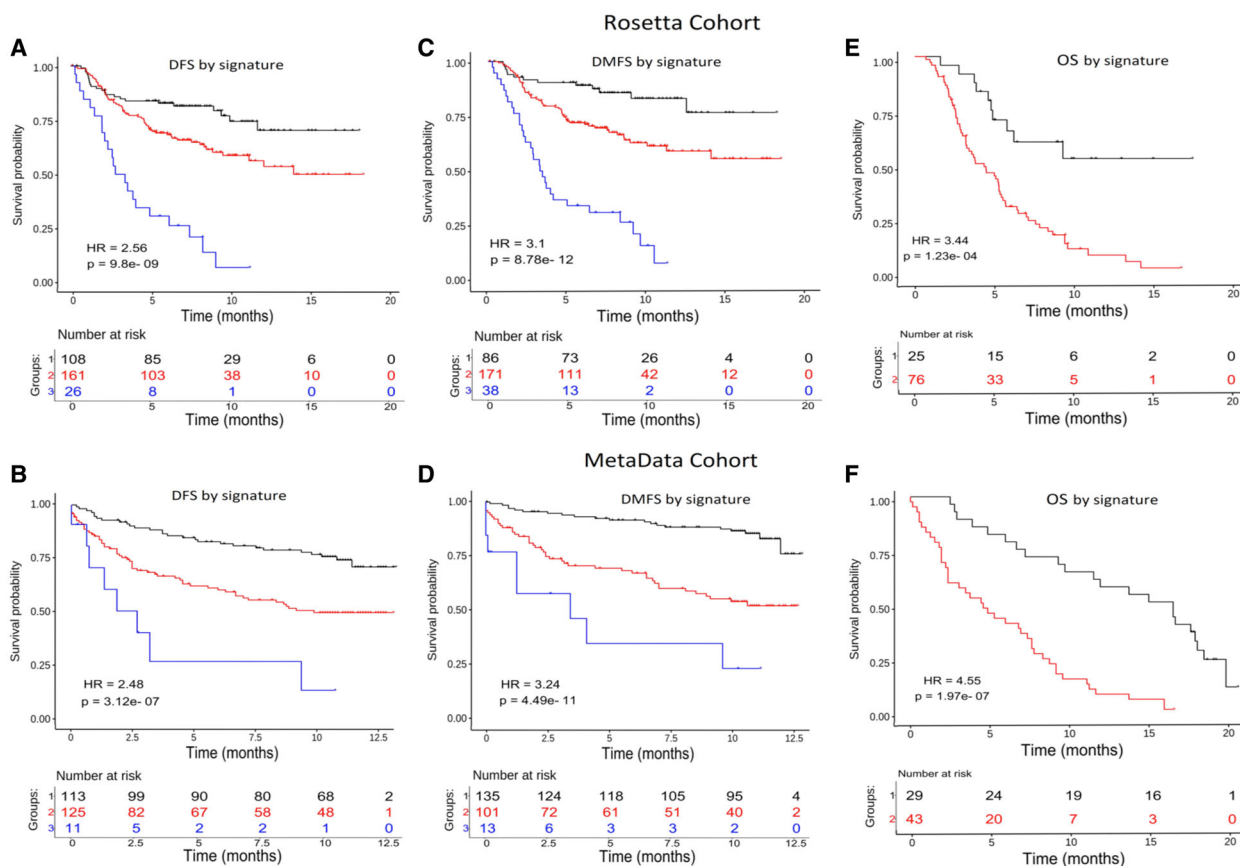 Rosetta Cohort
A
DFS by signature
Survival probability
1.00
0.75
0.50
0.25
0.00
HR = 2.56
p = 9.8e- 09
0 5 10 15 20
Time (months)
Number at risk
Groups:
1 108 85 29 6 0
2 161 103 38 10 0
3 26 8 1 0 0
0 5 10 15 20
Time (months)
C
DMFS by signature
Survival probability
1.00
0.75
0.50
0.25
0.00
HR = 3.1
p = 8.78e- 12
0 5 10 15 20
Time (months)
Number at risk
Groups:
1 86 73 26 4 0
2 171 111 42 12 0
3 38 13 2 0 0
0 5 10 15 20
Time (months)
E
OS by signature
Survival probability
1.00
0.75
0.50
0.25
0.00
HR = 3.44
p = 1.23e- 04
0 5 10 15 20
Time (months)
Number at risk
Groups:
1 25 15 6 2 0
2 76 33 5 1 0
0 5 10 15 20
Time (months)
MetaData Cohort
B
DFS by signature
Survival probability
1.00
0.75
0.50
0.25
0.00
HR = 2.48
p = 3.12e- 07
0 2.5 5 7.5 10 12.5
Time (months)
Number at risk
Groups:
1 113 99 90 80 68 2
2 125 82 67 58 48 1
3 11 5 2 2 1 0
0 2.5 5 7.5 10 12.5
Time (months)
D
DMFS by signature
Survival probability
1.00
0.75
0.50
0.25
0.00
HR = 3.24
p = 4.49e- 11
0 2.5 5 7.5 10 12.5
Time (months)
Number at risk
Groups:
1 135 124 118 105 95 4
2 101 72 61 51 40 2
3 13 6 3 3 2 0
0 2.5 5 7.5 10 12.5
Time (months)
F
OS by signature
Survival probability
1.00
0.75
0.50
0.25
0.00
HR = 4.55
p = 1.97e- 07
0 5 10 15 20
Time (months)
Number at risk
Groups:
1 29 24 19 16 1
2 43 20 7 3 0
0 5 10 15 20
Time (months)